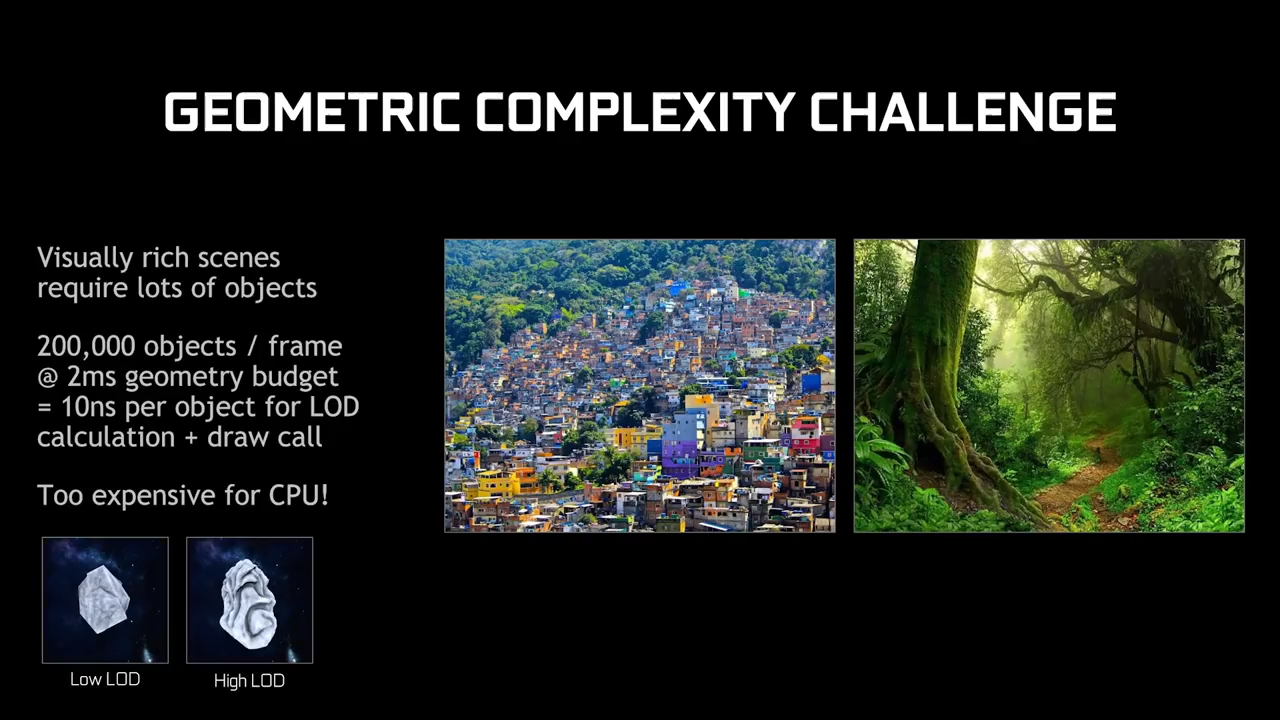 GEOMETRIC COMPLEXITY CHALLENGE
Visually rich scenes
require lots of objects
200,000 objects / frame
@ 2ms geometry budget
= 10ns per object for LOD
calculation + draw call
Too expensive for CPU!
Low LOD
High LOD